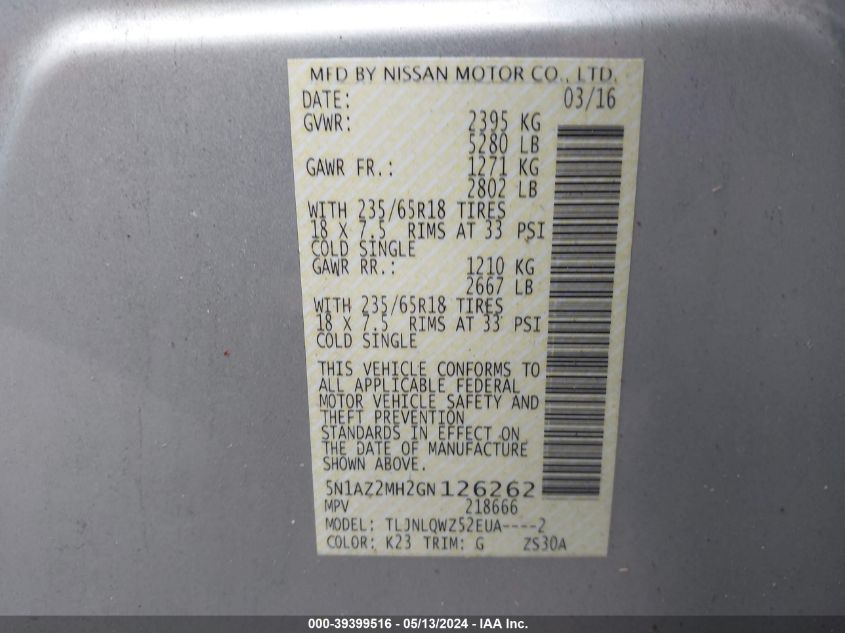 MFD BY NISSAN MOTOR CO., LTD.
DATE: 03/16
GVWR: 2395 KG
5280 LB
GAWR FR.: 1271 KG
2802 LB
WITH 235/65R18 TIRES
18 X 7.5 RIMS AT 33 PSI
COLD SINGLE
GAWR RR.: 1210 KG
2667 LB
WITH 235/65R18 TIRES
18 X 7.5 RIMS AT 33 PSI
COLD SINGLE
THIS VEHICLE CONFORMS TO
ALL APPLICABLE FEDERAL
MOTOR VEHICLE SAFETY AND
THEFT PREVENTION
STANDARDS IN EFFECT ON
THE DATE OF MANUFACTURE
SHOWN ABOVE.
5N1AZ2MH2GN126262
MPV 218666
MODEL: TLJNLQWZ52EUA----2
COLOR: K23 TRIM: G ZS30A
000-39399516 - 05/13/2024 - IAA Inc.